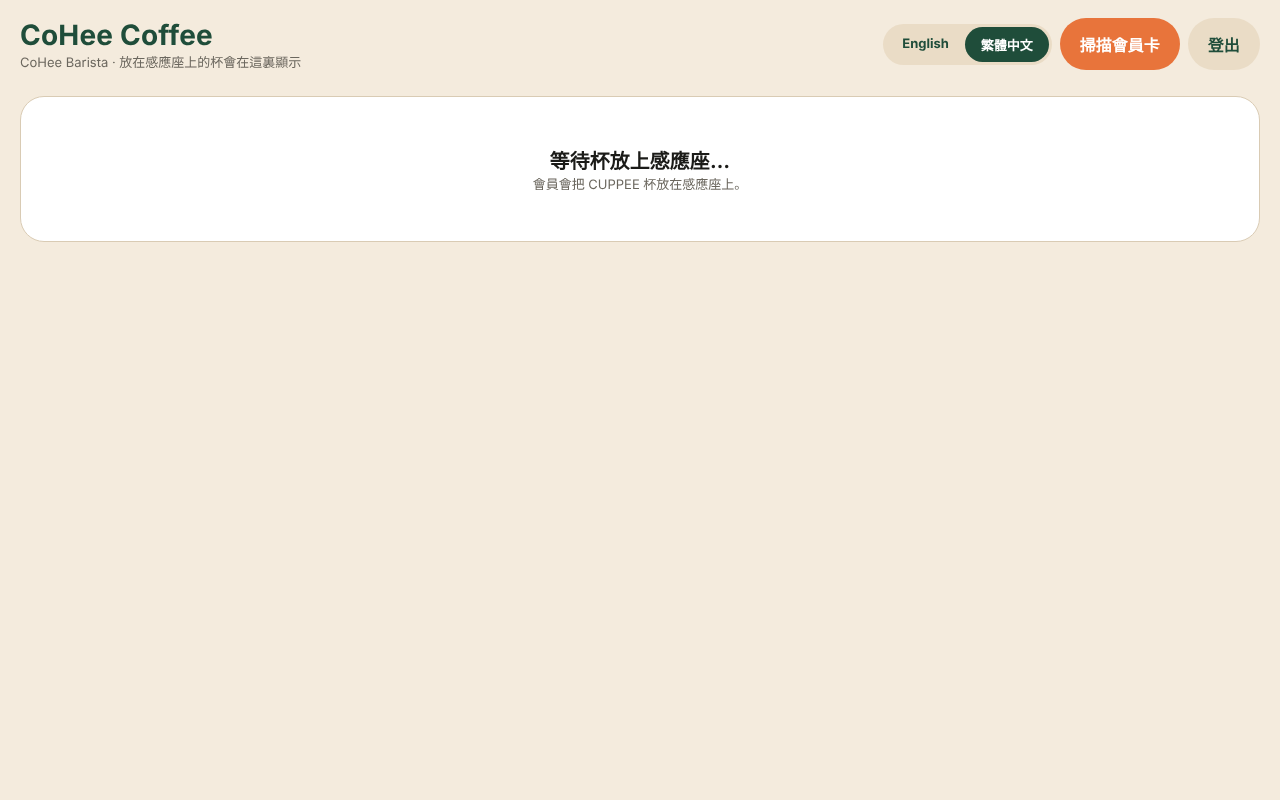 CoHee Coffee
CoHee Barista · 放在感應座上的杯會在這裏顯示
English
繁體中文
掃描會員卡
登出
等待杯放上感應座…
會員會把 CUPPEE 杯放在感應座上。